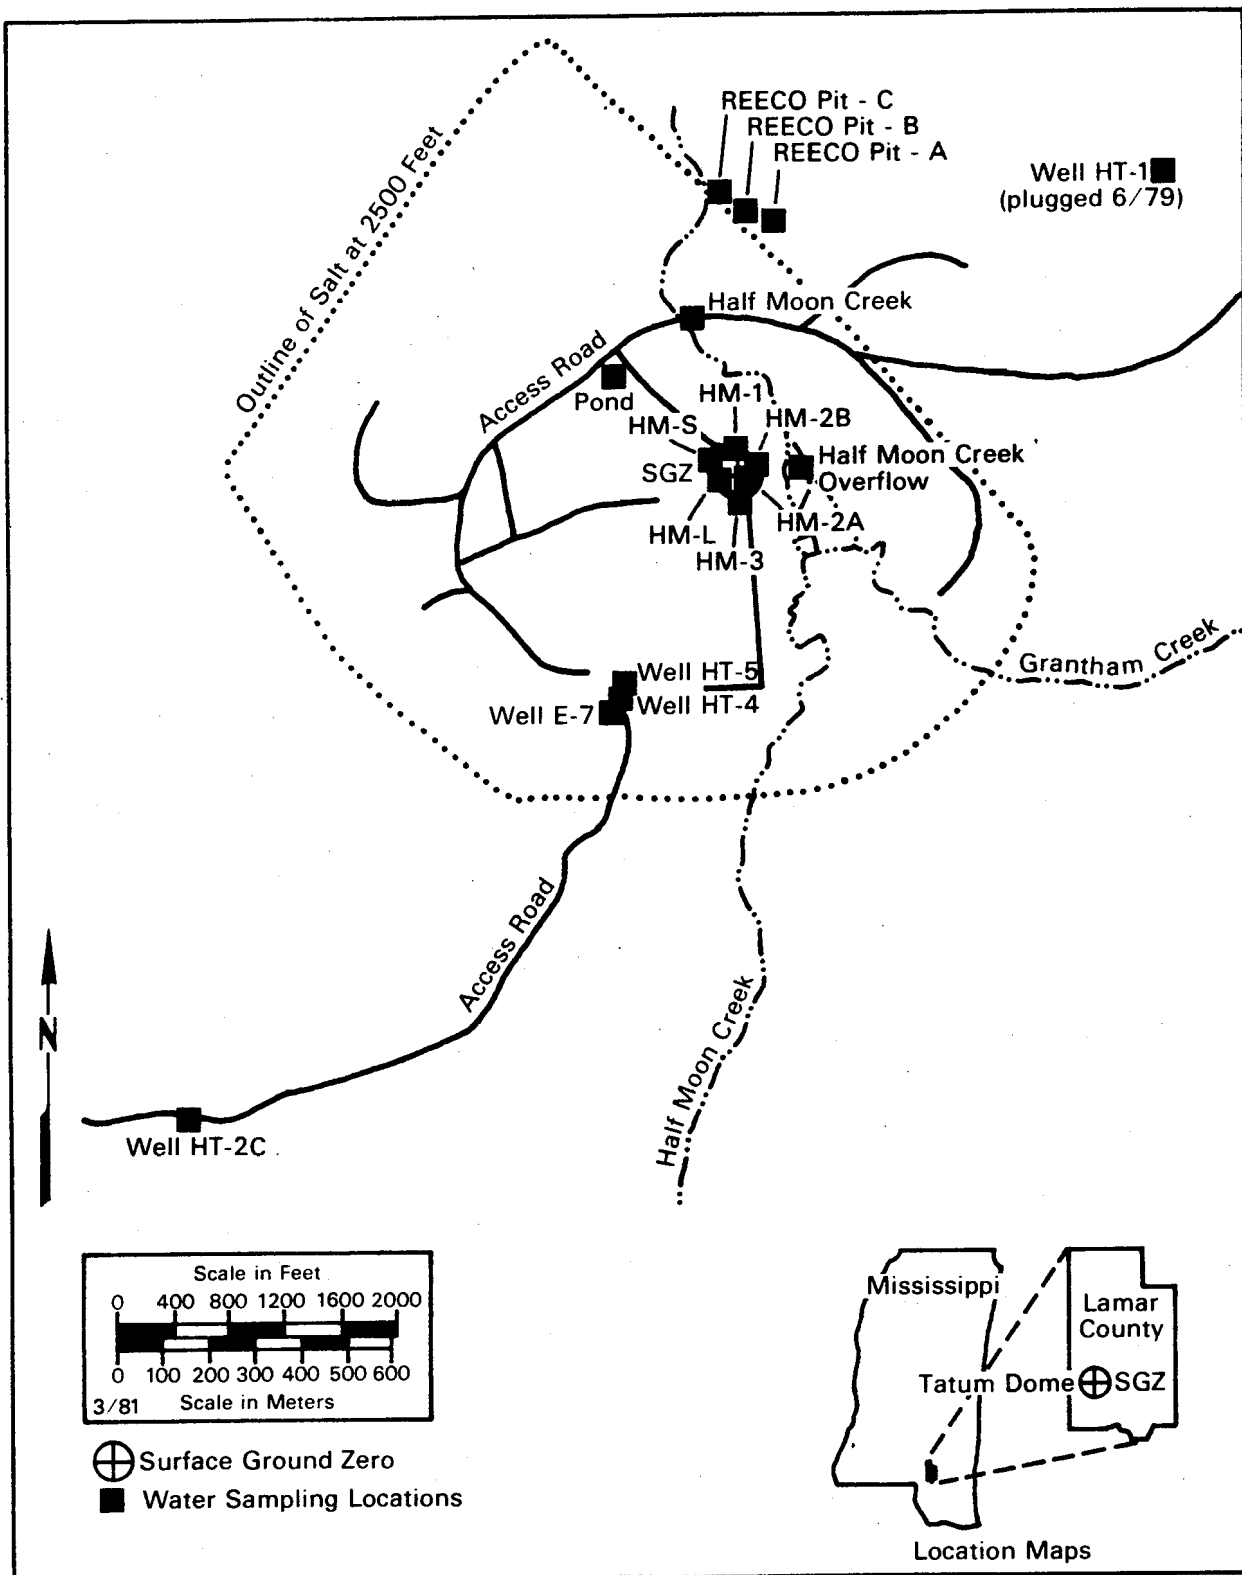 REECO Pit - C
REECO Pit - B
REECO Pit - A
Well HT-1
(plugged 6/79)
Outline of Salt at 2500 Feet
Half Moon Creek
Access Road
Pond
HM-1
HM-S
HM-2B
SGZ
Half Moon Creek
Overflow
HM-L
HM-2A
HM-3
Grantham Creek
Well HT-5
Well HT-4
Well E-7
Access Road
Half Moon Creek
N
Well HT-2C
Scale in Feet
0 400 800 1200 1600 2000
0 100 200 300 400 500 600
3/81 Scale in Meters
Surface Ground Zero
Water Sampling Locations
Mississippi
Lamar
County
Tatum Dome
SGZ
Location Maps